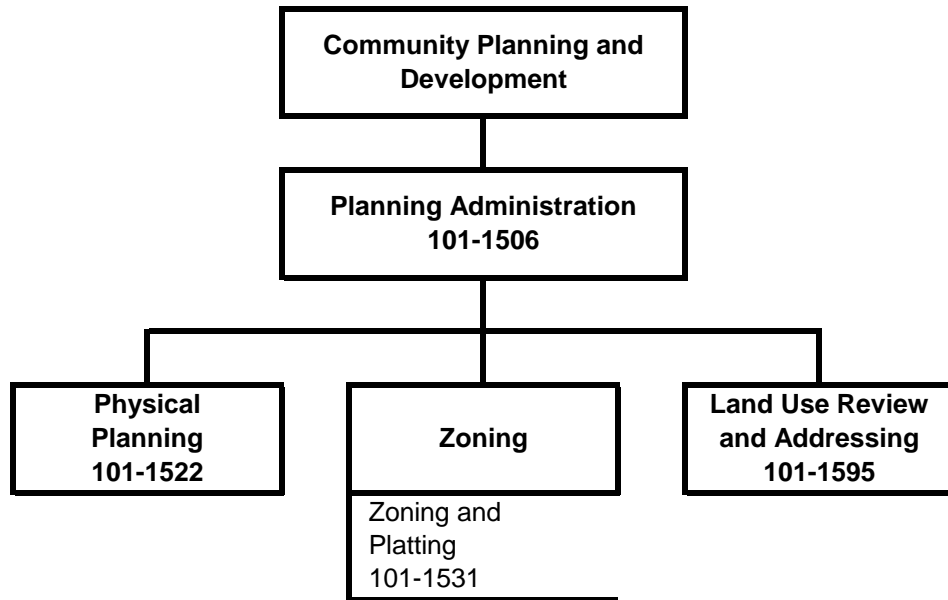 Community Planning and
Development
Planning Administration
101-1506
Physical
Planning
101-1522
Zoning
Land Use Review
and Addressing
101-1595
Zoning and
Platting
101-1531